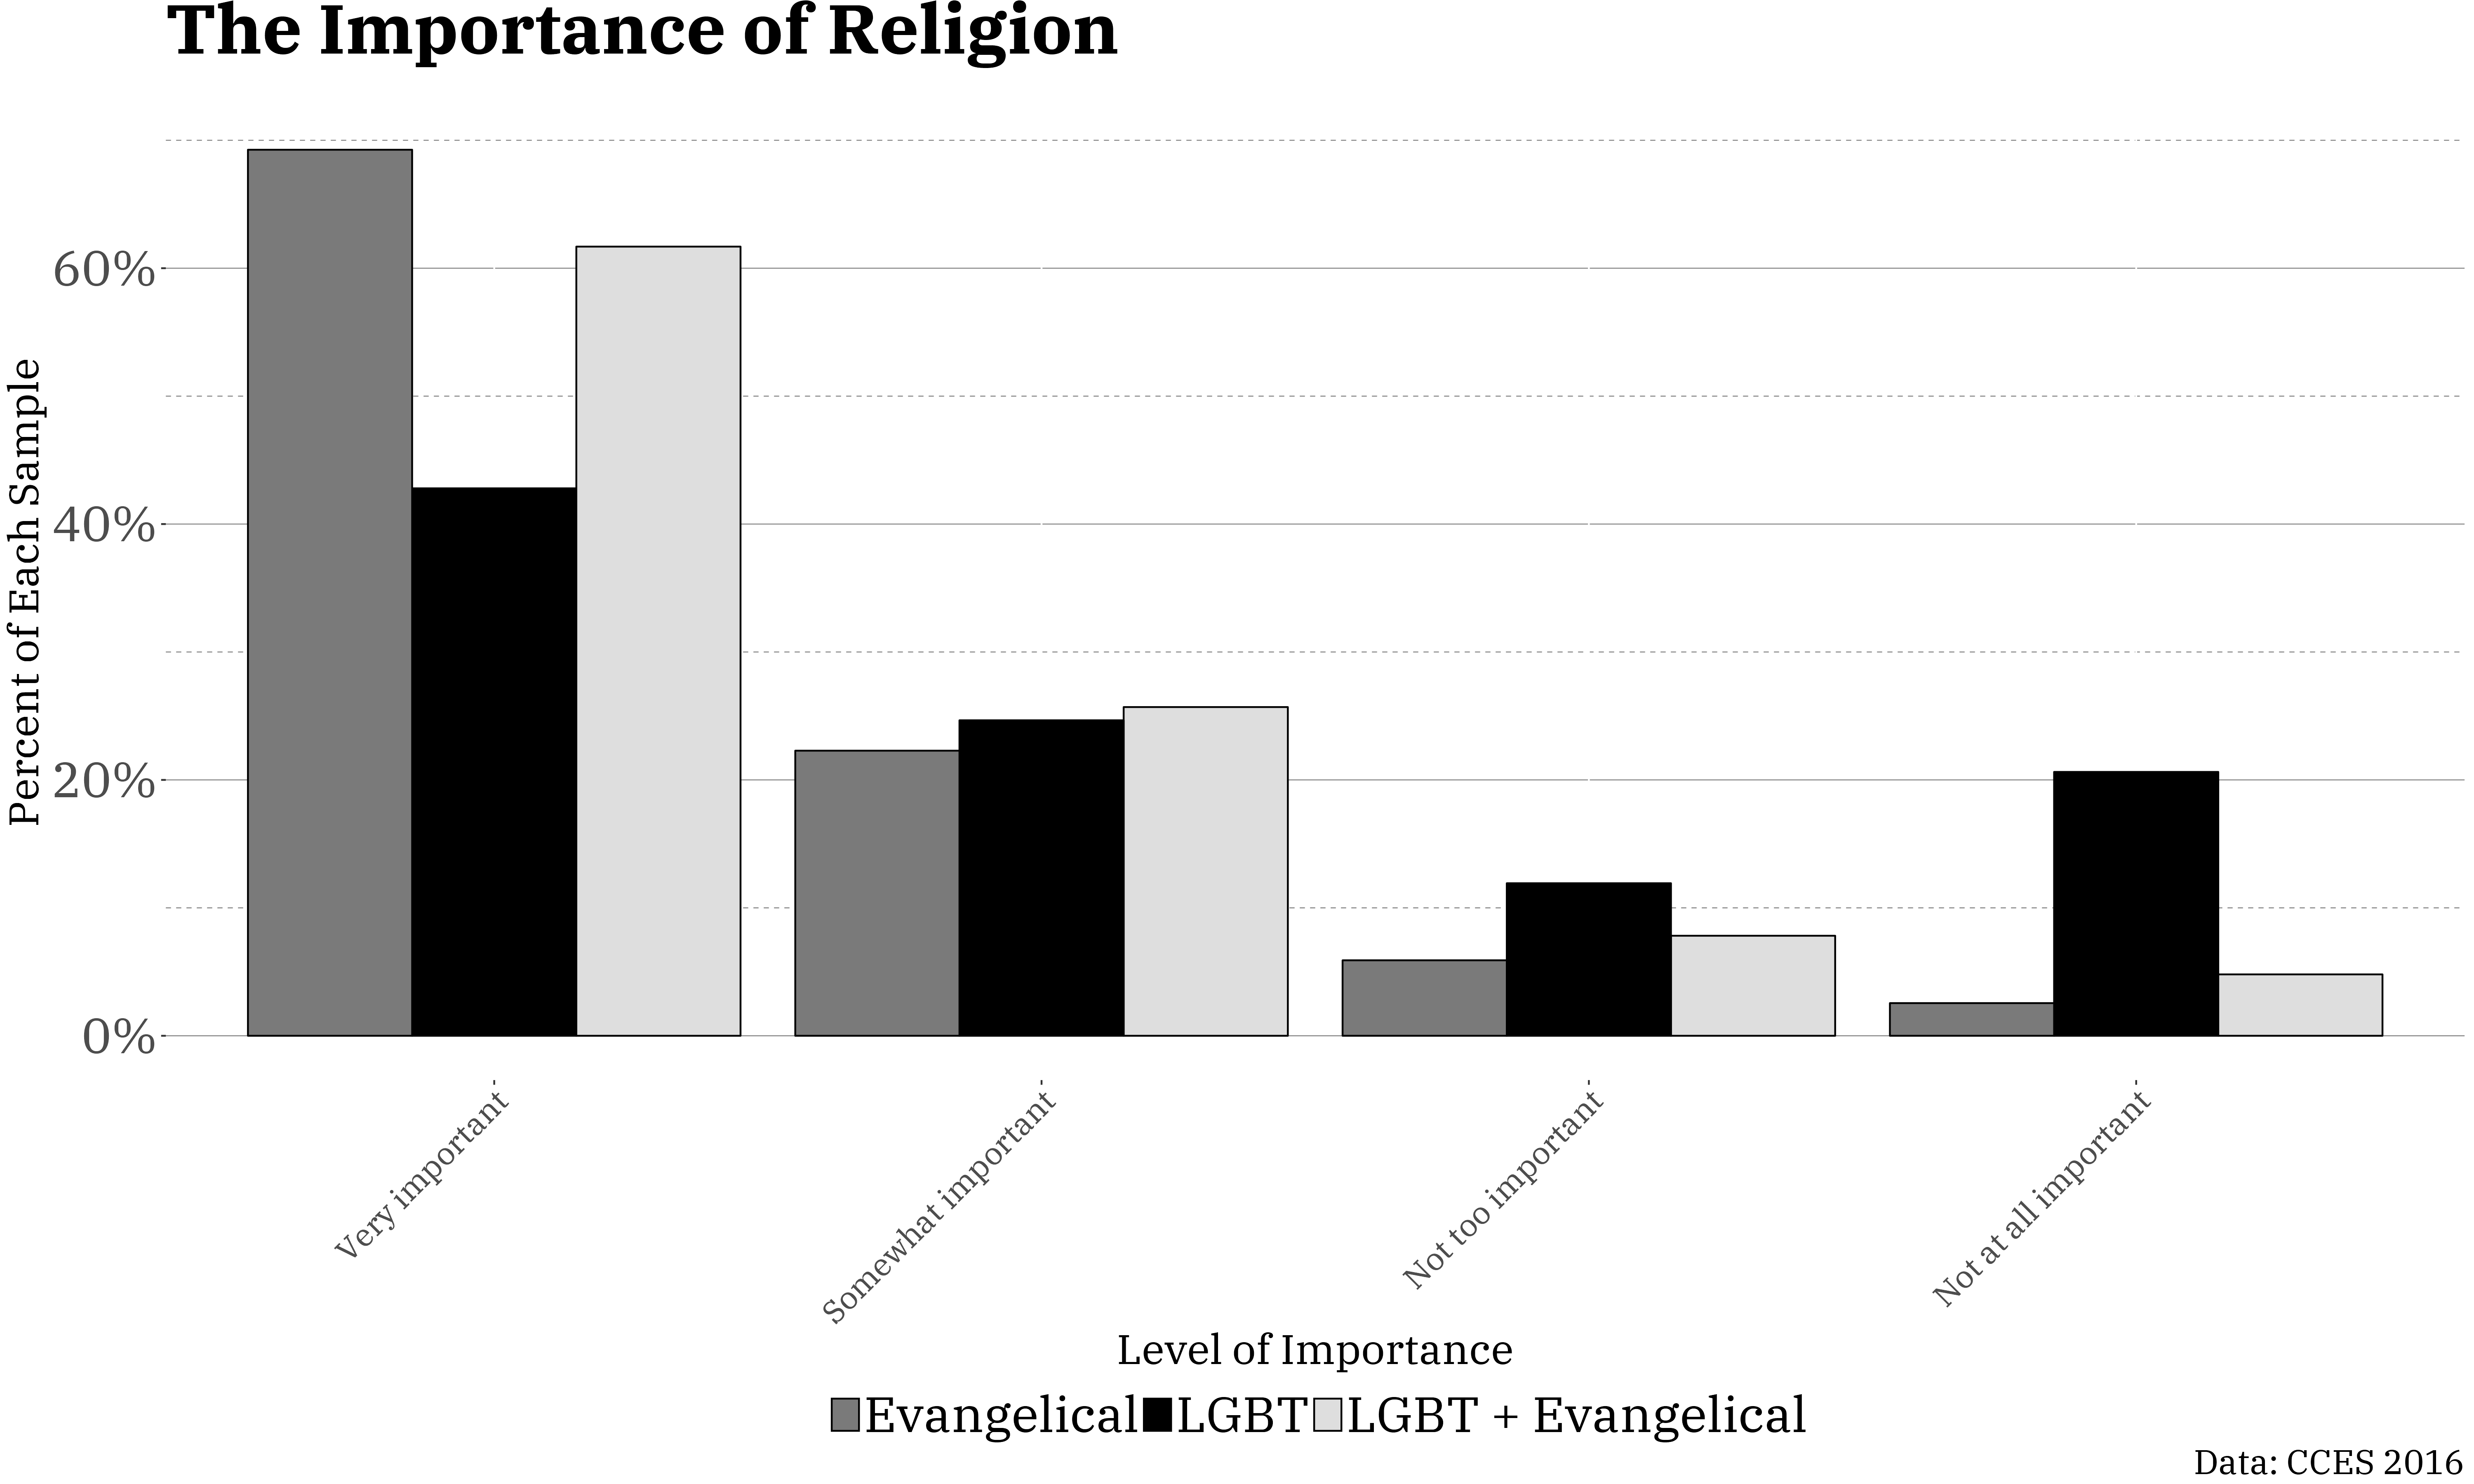 The Importance of Religion
Percent of Each Sample
60%
40%
20%
0%
Very important
Somewhat important
Not too important
Not at all important
Level of Importance
Evangelical LGBT LGBT + Evangelical
Data: CCES 2016